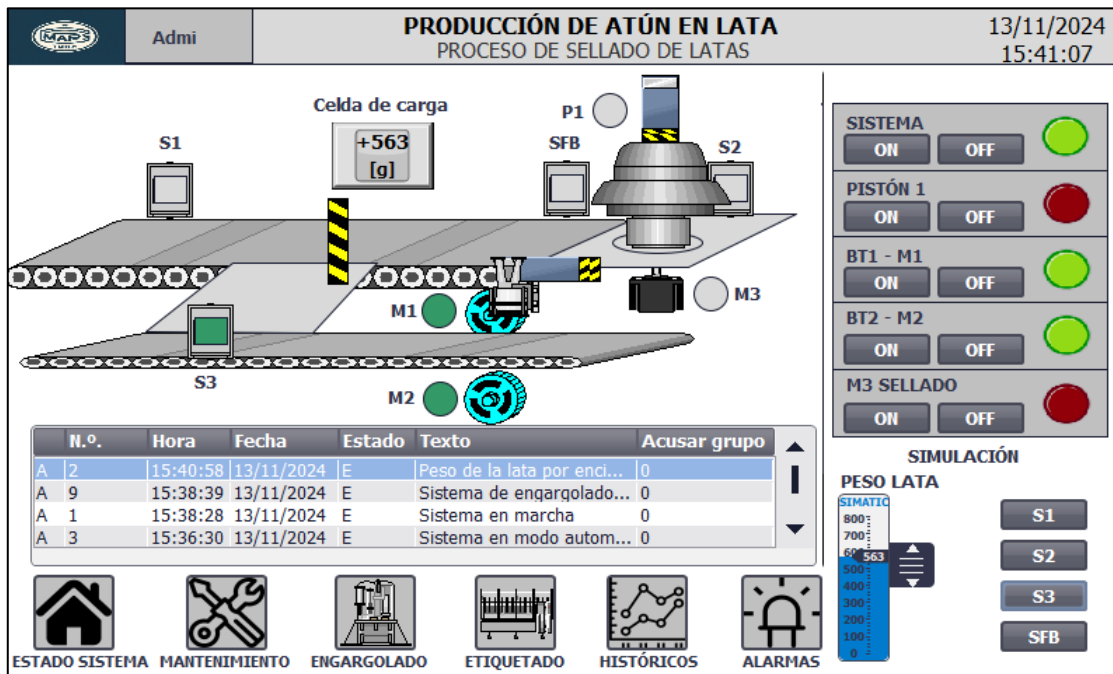 MAPS
Admi
PRODUCCIÓN DE ATÚN EN LATA
PROCESO DE SELLADO DE LATAS
13/11/2024
15:41:07
Celda de carga
+563
[g]
P1
S1
SFB
S2
M1
M3
S3
M2
SISTEMA
ON OFF
PISTÓN 1
ON OFF
BT1 - M1
ON OFF
BT2 - M2
ON OFF
M3 SELLADO
ON OFF
N.º. Hora Fecha Estado Texto Acusar grupo
A 2 15:40:58 13/11/2024 E Peso de la lata por enci... 0
A 9 15:38:39 13/11/2024 E Sistema de engargolado... 0
A 1 15:38:28 13/11/2024 E Sistema en marcha 0
A 3 15:36:30 13/11/2024 E Sistema en modo autom... 0
SIMULACIÓN
PESO LATA
SIMATIC
800
700
563
500
400
300
200
100
0
S1
S2
S3
SFB
ESTADO SISTEMA MANTENIMIENTO ENGARGOLADO ETIQUETADO HISTÓRICOS ALARMAS